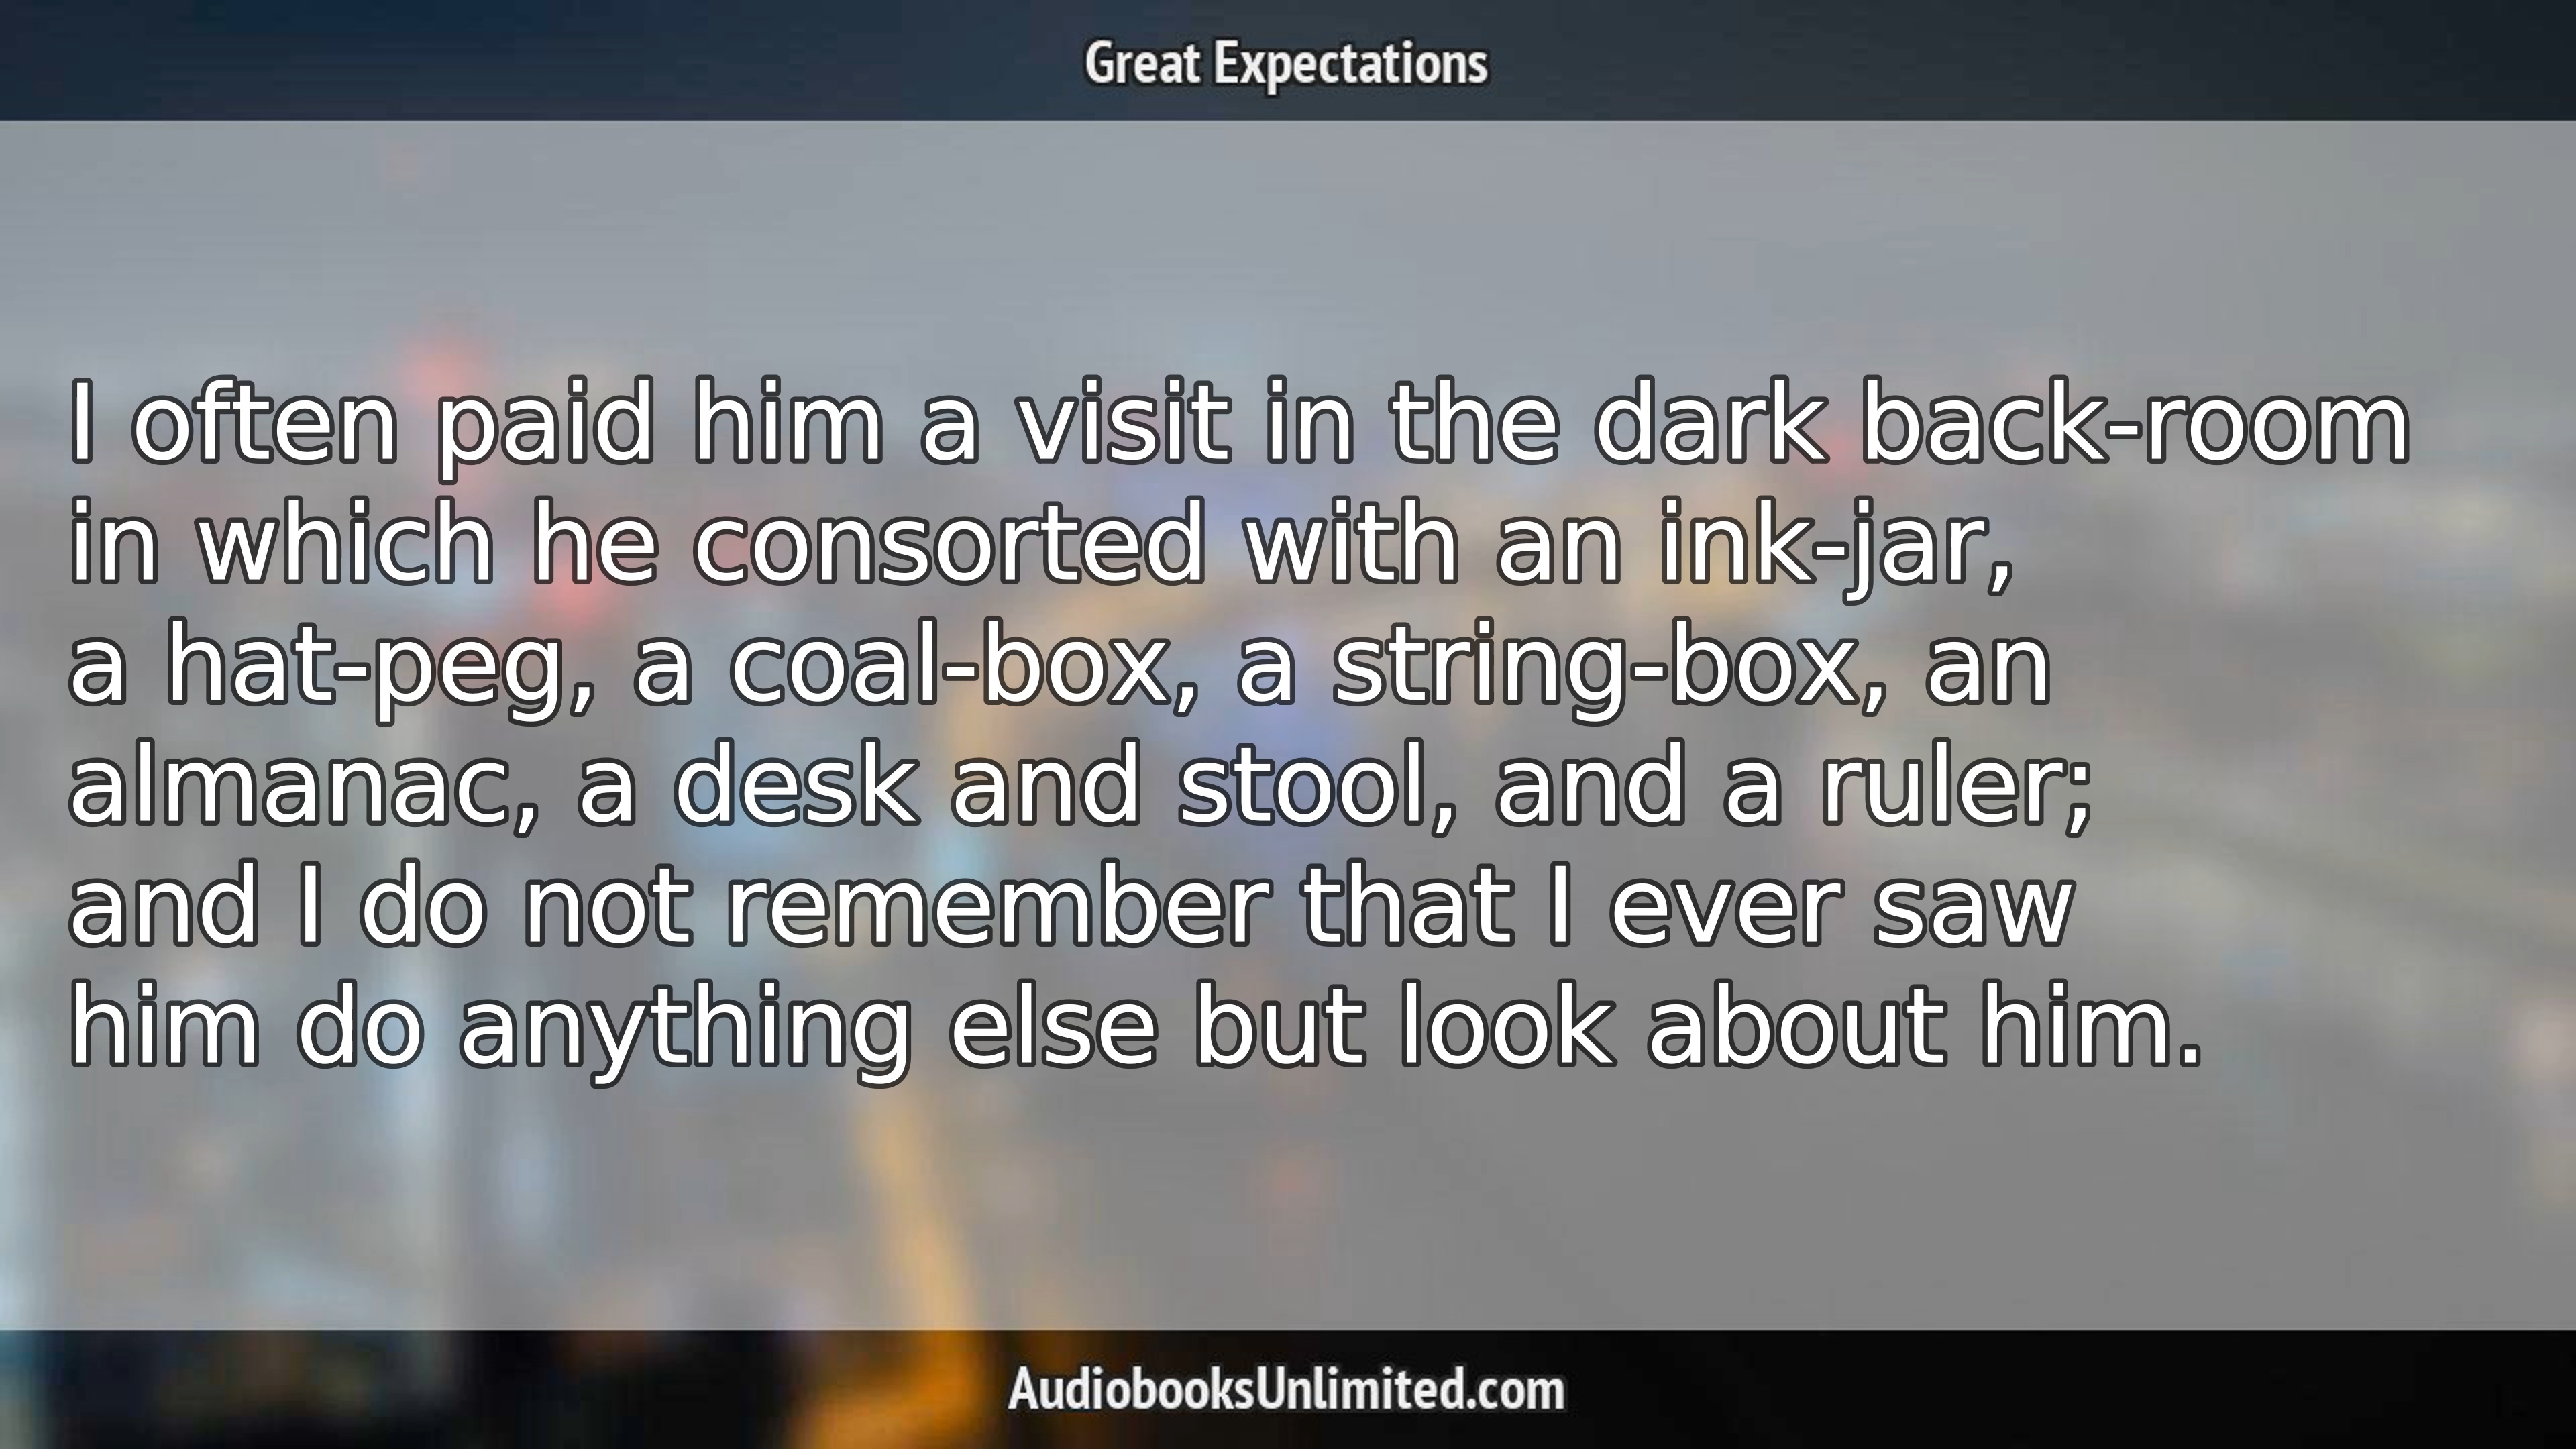 Great Expectations
I often paid him a visit in the dark back-room
in which he consorted with an ink-jar,
a hat-peg, a coal-box, a string-box, an
almanac, a desk and stool, and a ruler;
and I do not remember that I ever saw
him do anything else but look about him.
AudiobooksUnlimited.com